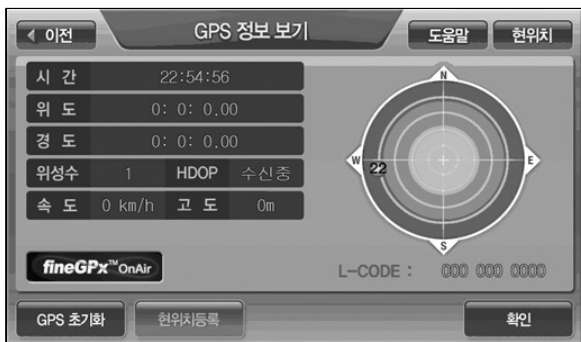 이전
GPS 정보 보기
도움말
현위치
시 간 22:54:56
위 도 0: 0: 0.00
경 도 0: 0: 0.00
위성수 1 HDOP 수신중
속 도 0 km/h 고 도 0m
N
W
22
E
S
fineGPx™OnAir
L-CODE : 000 000 0000
GPS 초기화
현위치등록
확인